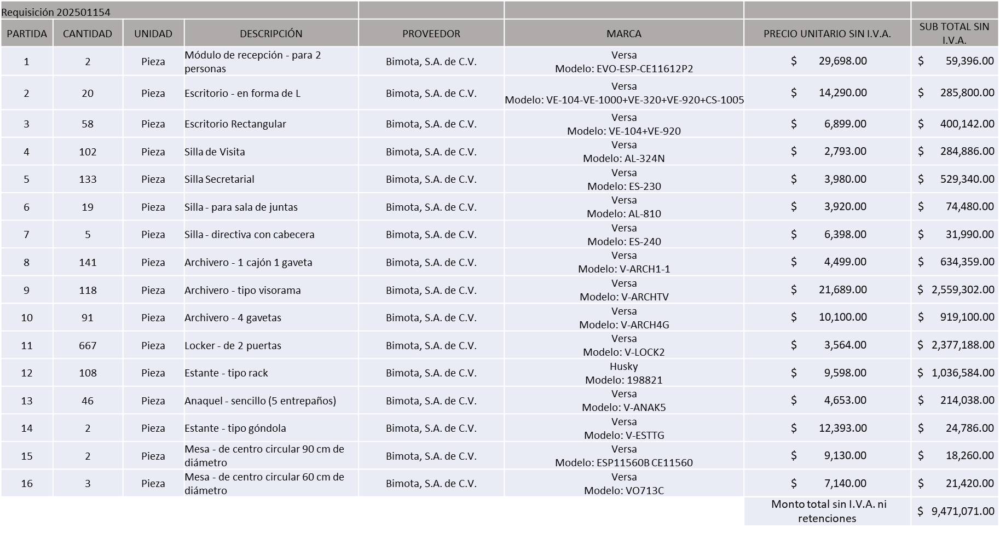 Requisición 202501154
PARTIDA CANTIDAD UNIDAD DESCRIPCIÓN PROVEEDOR MARCA PRECIO UNITARIO SIN I.V.A. SUB TOTAL SIN
I.V.A.
1 2 Pieza Módulo de recepción - para 2
personas Bimota, S.A. de C.V. Versa
Modelo: EVO-ESP-CE11612P2 $ 29,698.00 $ 59,396.00
2 20 Pieza Escritorio - en forma de L Bimota, S.A. de C.V. Versa
Modelo: VE-104-VE-1000+VE-320+VE-920+CS-1005 $ 14,290.00 $ 285,800.00
3 58 Pieza Escritorio Rectangular Bimota, S.A. de C.V. Versa
Modelo: VE-104+VE-920 $ 6,899.00 $ 400,142.00
4 102 Pieza Silla de Visita Bimota, S.A. de C.V. Versa
Modelo: AL-324N $ 2,793.00 $ 284,886.00
5 133 Pieza Silla Secretarial Bimota, S.A. de C.V. Versa
Modelo: ES-230 $ 3,980.00 $ 529,340.00
6 19 Pieza Silla - para sala de juntas Bimota, S.A. de C.V. Versa
Modelo: AL-810 $ 3,920.00 $ 74,480.00
7 5 Pieza Silla - directiva con cabecera Bimota, S.A. de C.V. Versa
Modelo: ES-240 $ 6,398.00 $ 31,990.00
8 141 Pieza Archivero - 1 cajón 1 gaveta Bimota, S.A. de C.V. Versa
Modelo: V-ARCH1-1 $ 4,499.00 $ 634,359.00
9 118 Pieza Archivero - tipo visorama Bimota, S.A. de C.V. Versa
Modelo: V-ARCHTV $ 21,689.00 $ 2,559,302.00
10 91 Pieza Archivero - 4 gavetas Bimota, S.A. de C.V. Versa
Modelo: V-ARCH4G $ 10,100.00 $ 919,100.00
11 667 Pieza Locker - de 2 puertas Bimota, S.A. de C.V. Versa
Modelo: V-LOCK2 $ 3,564.00 $ 2,377,188.00
12 108 Pieza Estante - tipo rack Bimota, S.A. de C.V. Husky
Modelo: 198821 $ 9,598.00 $ 1,036,584.00
13 46 Pieza Anaquel - sencillo (5 entrepaños) Bimota, S.A. de C.V. Versa
Modelo: V-ANAK5 $ 4,653.00 $ 214,038.00
14 2 Pieza Estante - tipo góndola Bimota, S.A. de C.V. Versa
Modelo: V-ESTTG $ 12,393.00 $ 24,786.00
15 2 Pieza Mesa - de centro circular 90 cm de
diámetro Bimota, S.A. de C.V. Versa
Modelo: ESP11560B CE11560 $ 9,130.00 $ 18,260.00
16 3 Pieza Mesa - de centro circular 60 cm de
diámetro Bimota, S.A. de C.V. Versa
Modelo: VO713C $ 7,140.00 $ 21,420.00
Monto total sin I.V.A. ni
retenciones $ 9,471,071.00